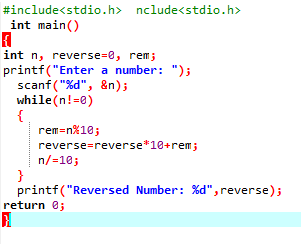 #include<stdio.h>  nclude<stdio.h>
 int main()
{
int n, reverse=0, rem;
printf("Enter a number: ");
  scanf("%d", &n);
  while(n!=0)
  {
     rem=n%10;
     reverse=reverse*10+rem;
     n/=10;
  }
  printf("Reversed Number: %d",reverse);
return 0;
}